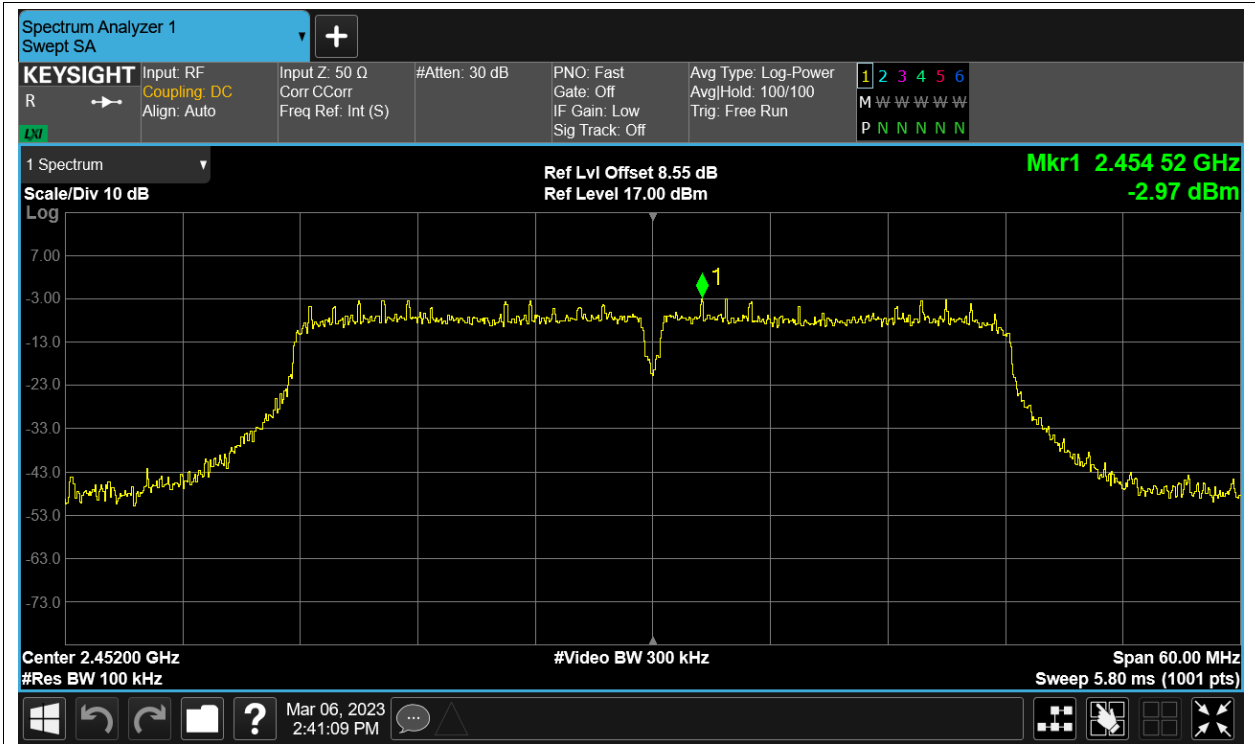 Spectrum Analyzer 1
Swept SA
KEYSIGHT Input: RF Input Z: 50 Ω #Atten: 30 dB PNO: Fast Avg Type: Log-Power 1 2 3 4 5 6
R Coupling: DC Corr CCorr Gate: Off Avg|Hold: 100/100 M W W W W W W
Align: Auto Freq Ref: Int (S) IF Gain: Low Trig: Free Run
LXI Sig Track: Off P N N N N N N
1 Spectrum Ref Lvl Offset 8.55 dB Mkr1 2.454 52 GHz
Scale/Div 10 dB Ref Level 17.00 dBm -2.97 dBm
Log
7.00
1
-3.00
-13.0
-23.0
-33.0
-43.0
-53.0
-63.0
-73.0
Center 2.45200 GHz #Video BW 300 kHz Span 60.00 MHz
#Res BW 100 kHz Sweep 5.80 ms (1001 pts)
Mar 06, 2023
2:41:09 PM